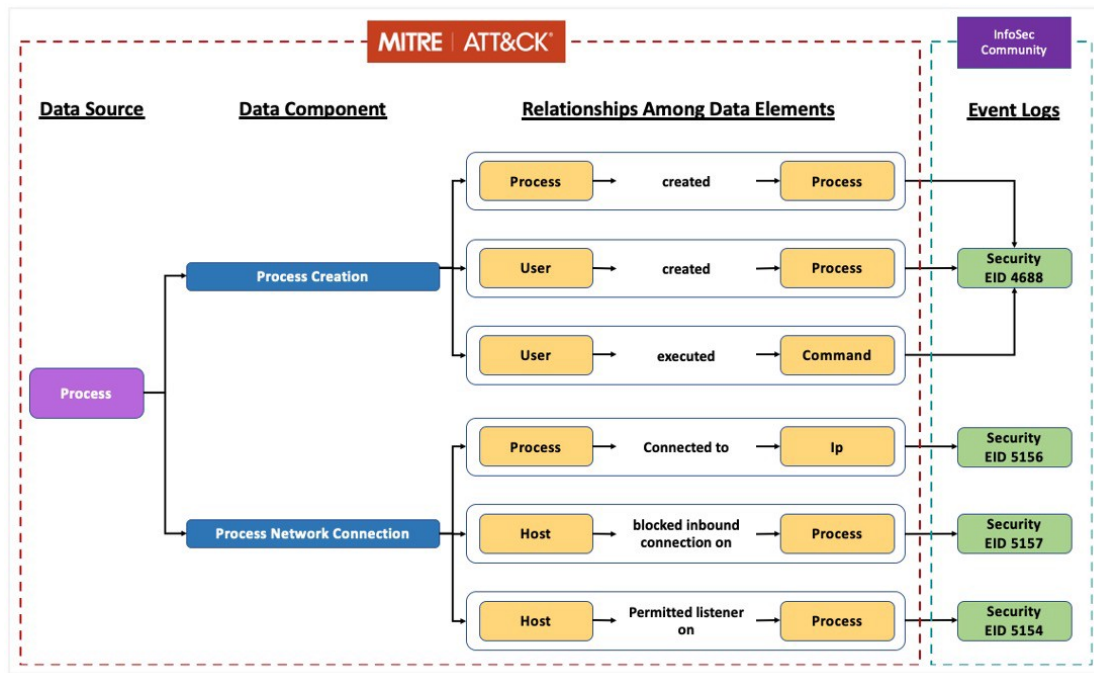 MITRE | ATT&CK®
InfoSec
Community
Data Source
Data Component
Relationships Among Data Elements
Event Logs
Process
created
Process
Process Creation
User
created
Process
Security
EID 4688
User
executed
Command
Process
Process
Connected to
Ip
Security
EID 5156
Process Network Connection
Host
blocked inbound
connection on
Process
Security
EID 5157
Host
Permitted listener
on
Process
Security
EID 5154